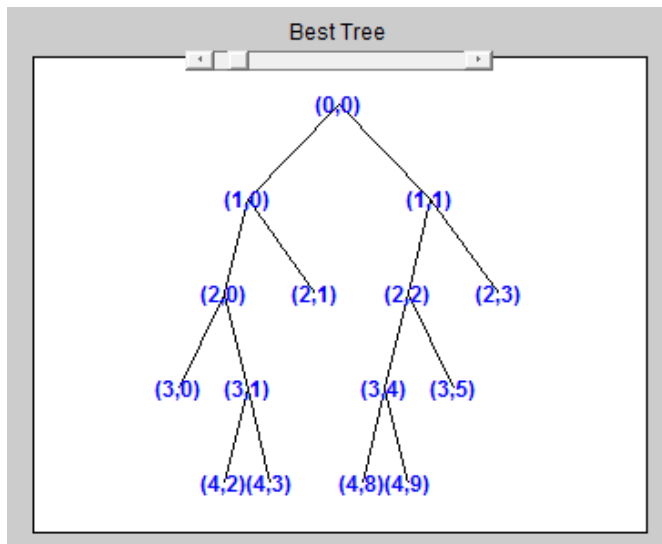 Best Tree
(0,0)
(1,0) (1,1)
(2,0) (2,1) (2,2) (2,3)
(3,0) (3,1) (3,4) (3,5)
(4,2)(4,3) (4,8)(4,9)